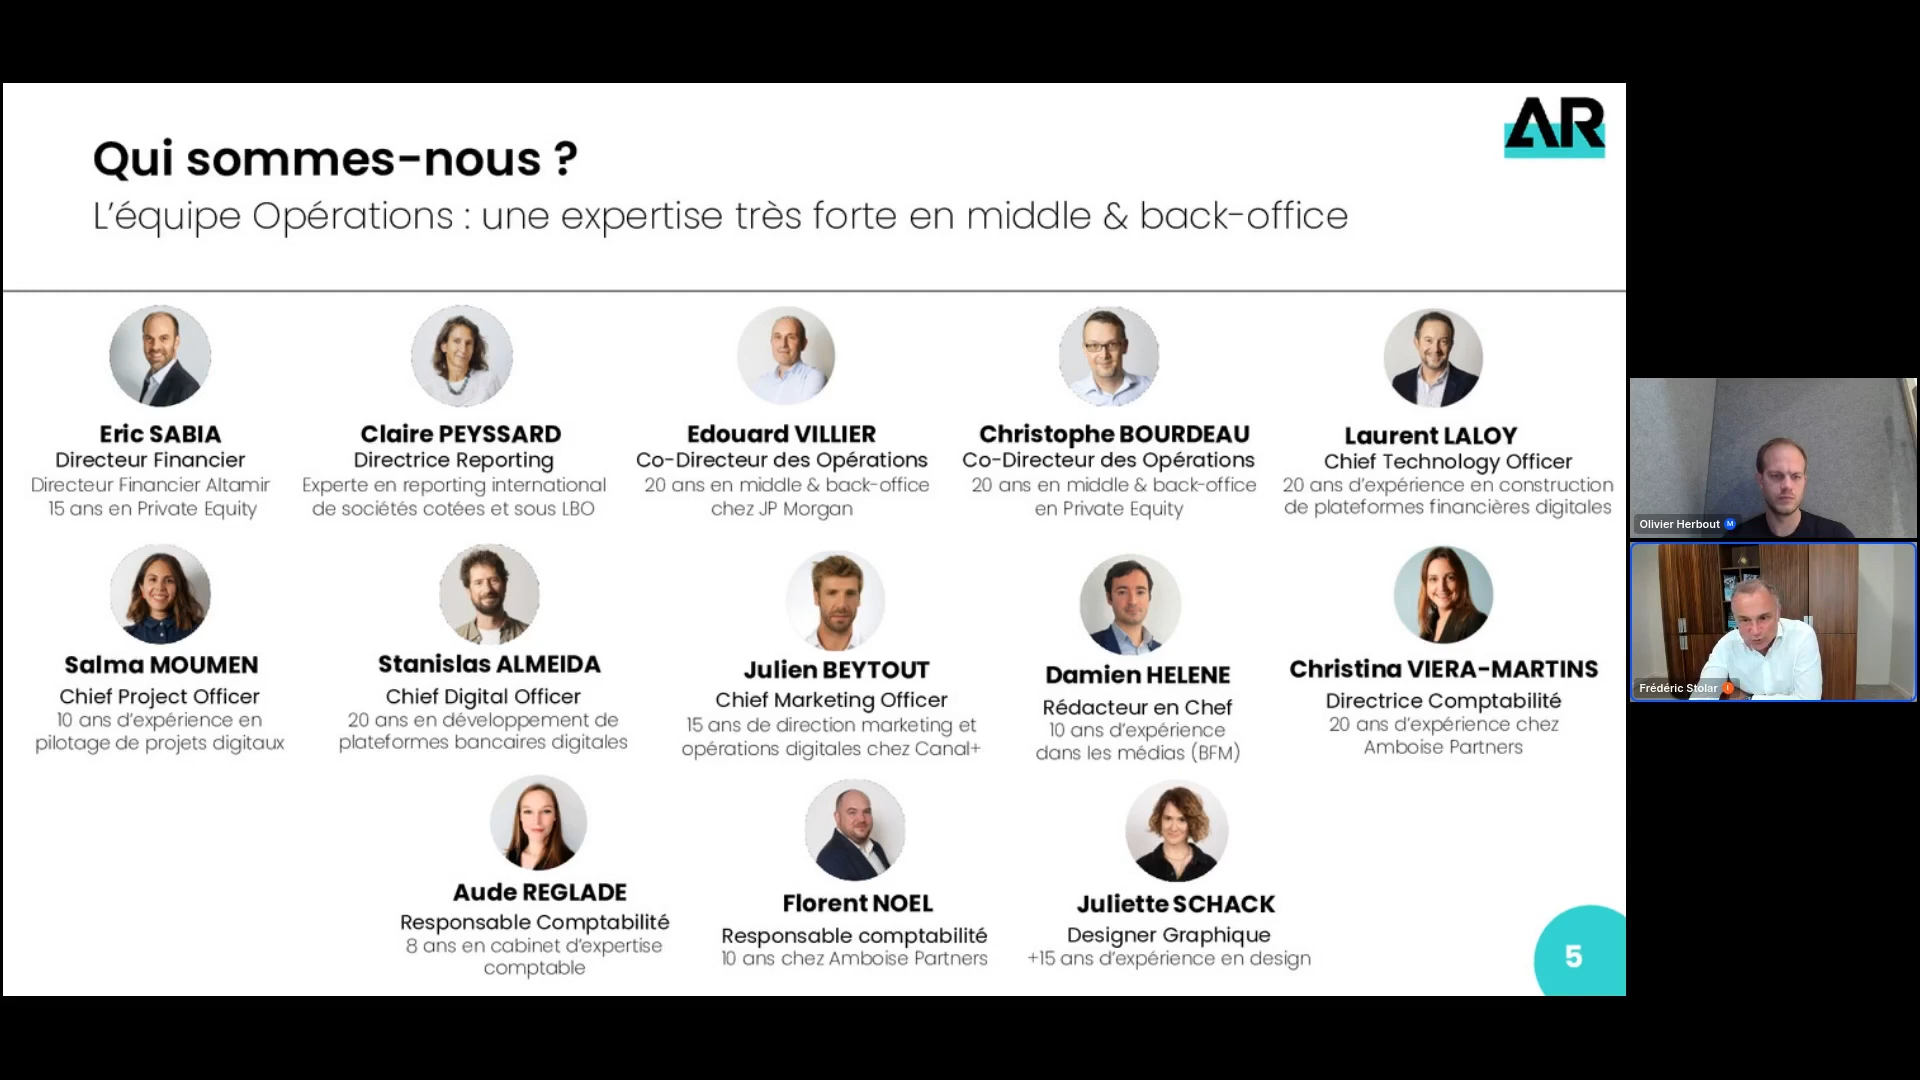 AR
Qui sommes-nous ?
L'équipe Opérations : une expertise très forte en middle & back-office
Eric SABIA
Directeur Financier
Directeur Financier Altamir
15 ans en Private Equity
Claire PEYSSARD
Directrice Reporting
Experte en reporting international
de sociétés cotées et sous LBO
Edouard VILLIER
Co-Directeur des Opérations
20 ans en middle & back-office
chez JP Morgan
Christophe BOURDEAU
Co-Directeur des Opérations
20 ans en middle & back-office
en Private Equity
Laurent LALOY
Chief Technology Officer
20 ans d'expérience en construction
de plateformes financières digitales
Salma MOUMEN
Chief Project Officer
10 ans d'expérience en
pilotage de projets digitaux
Stanislas ALMEIDA
Chief Digital Officer
20 ans en développement de
plateformes bancaires digitales
Julien BEYTOUT
Chief Marketing Officer
15 ans de direction marketing et
opérations digitales chez Canal+
Damien HELENE
Rédacteur en Chef
10 ans d'expérience
dans les médias (BFM)
Christina VIERA-MARTINS
Directrice Comptabilité
20 ans d'expérience chez
Amboise Partners
Aude REGLADE
Responsable Comptabilité
8 ans en cabinet d'expertise
comptable
Florent NOEL
Responsable comptabilité
10 ans chez Amboise Partners
Juliette SCHACK
Designer Graphique
+15 ans d'expérience en design
5
Olivier Herbout M
Frédéric Stolar